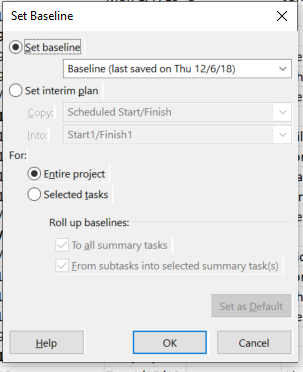 Set Baseline
Set baseline
Baseline (last saved on Thu 12/6/18)
Set interim plan
Copy: Scheduled Start/Finish
Into: Start1/Finish1
For:
Entire project
Selected tasks
Roll up baselines:
To all summary tasks
From subtasks into selected summary task(s)
Set as Default
Help OK Cancel